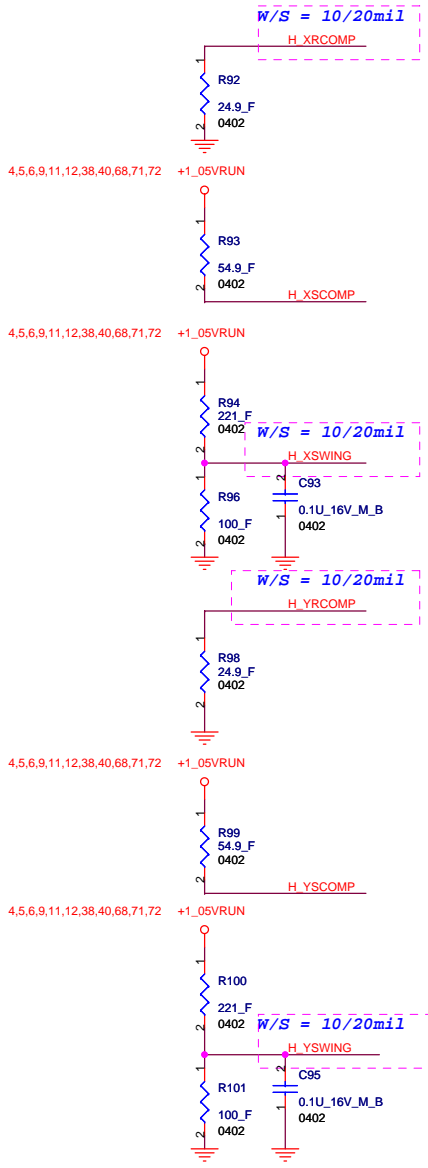 W/S = 10/20mil
H_XRCOMP
1
R92
24.9_F
0402
2
4,5,6,9,11,12,38,40,68,71,72 +1_05VRUN
1
R93
54.9_F
0402
2
H_XSCOMP
4,5,6,9,11,12,38,40,68,71,72 +1_05VRUN
1
R94
221_F
0402
2
W/S = 10/20mil
H_XSWING
1
R96
100_F
0402
2
2
C93
0.1U_16V_M_B
0402
1
W/S = 10/20mil
H_YRCOMP
1
R98
24.9_F
0402
2
4,5,6,9,11,12,38,40,68,71,72 +1_05VRUN
1
R99
54.9_F
0402
2
H_YSCOMP
4,5,6,9,11,12,38,40,68,71,72 +1_05VRUN
1
R100
221_F
0402
2
W/S = 10/20mil
H_YSWING
1
R101
100_F
0402
2
2
C95
0.1U_16V_M_B
0402
1